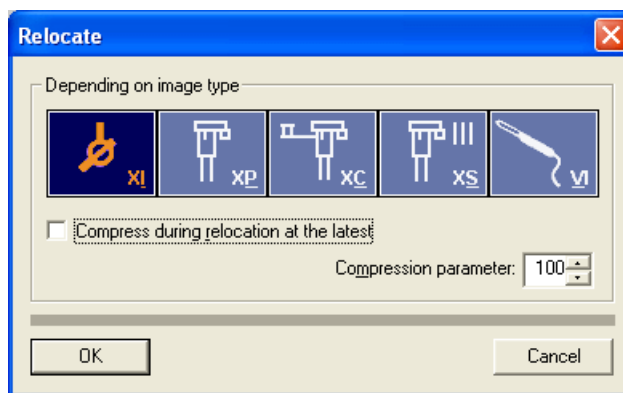 Relocate
Depending on image type
XI XP XC XS VI
Compress during relocation at the latest
Compression parameter: 100
OK Cancel